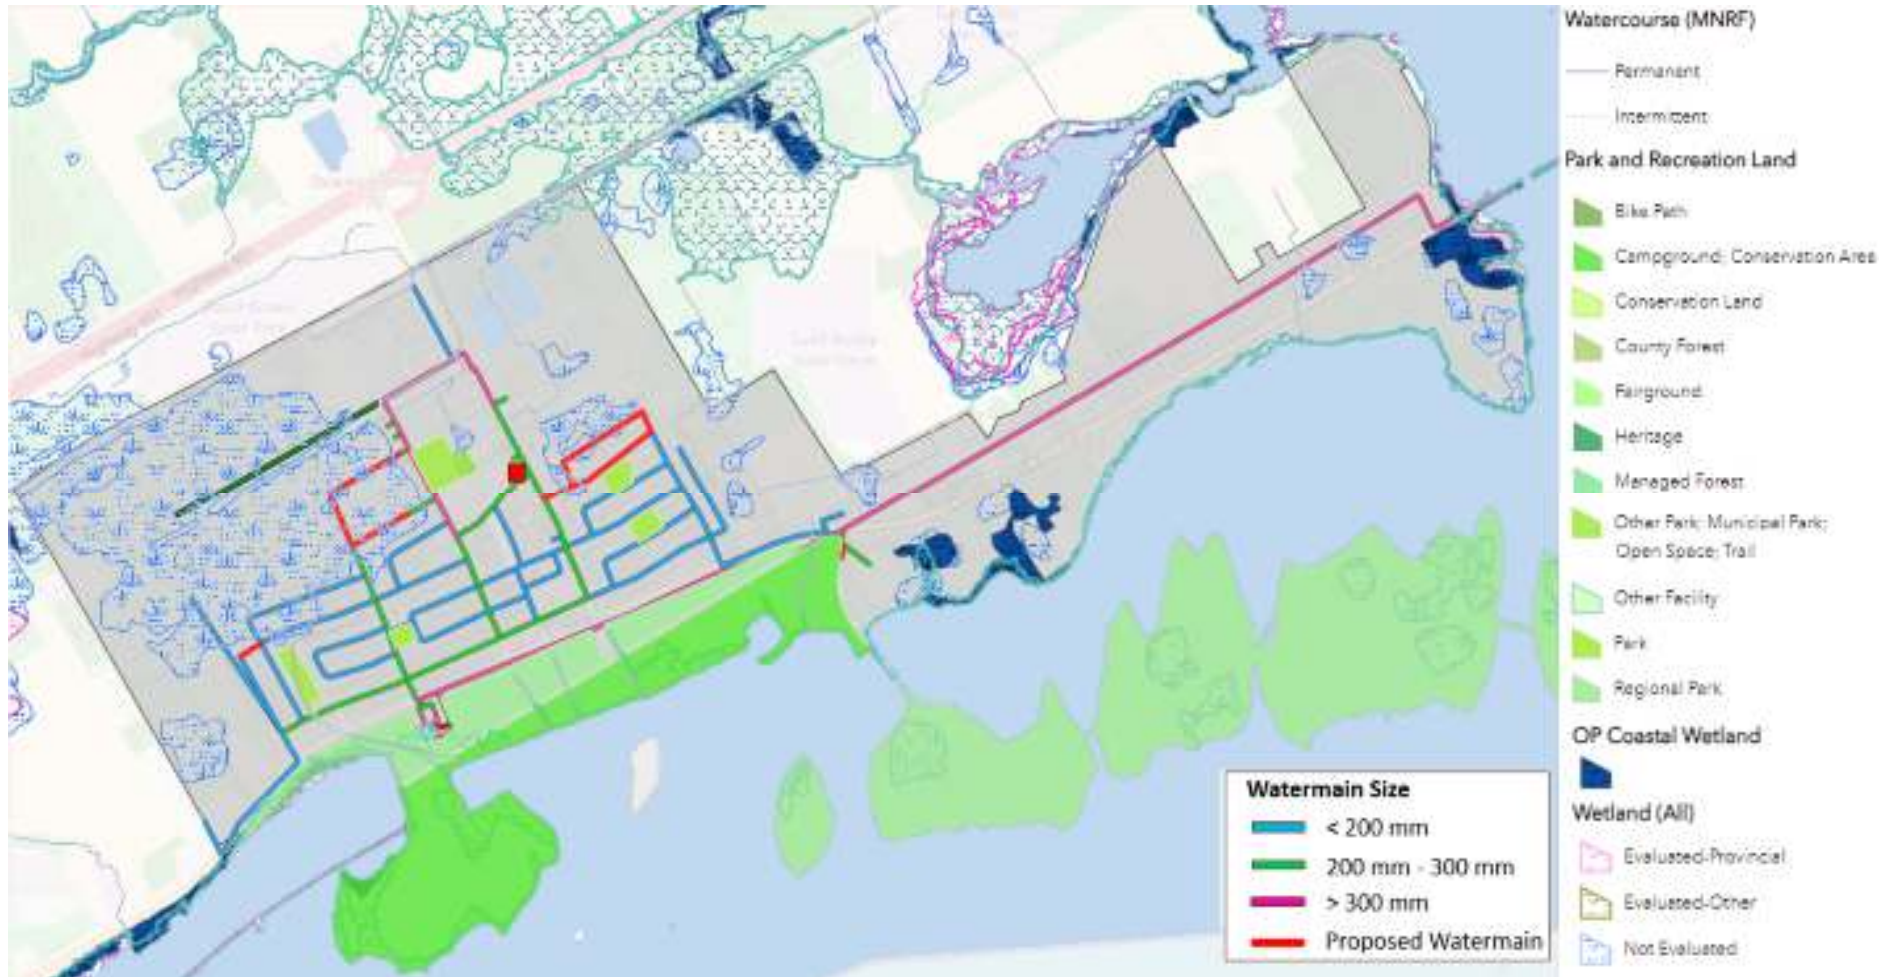 Watercourse (MNRF)
Permanent
Intermittent
Park and Recreation Land
Bike Path
Campground; Conservation Area
Conservation Land
County Forest
Fairground
Heritage
Managed Forest
Other Park; Municipal Park;
Open Space; Trail
Other Facility
Park
Regional Park
OP Coastal Wetland
Wetland (All)
Evaluated-Provincial
Evaluated-Other
Not Evaluated
Watermain Size
< 200 mm
200 mm - 300 mm
> 300 mm
Proposed Watermain